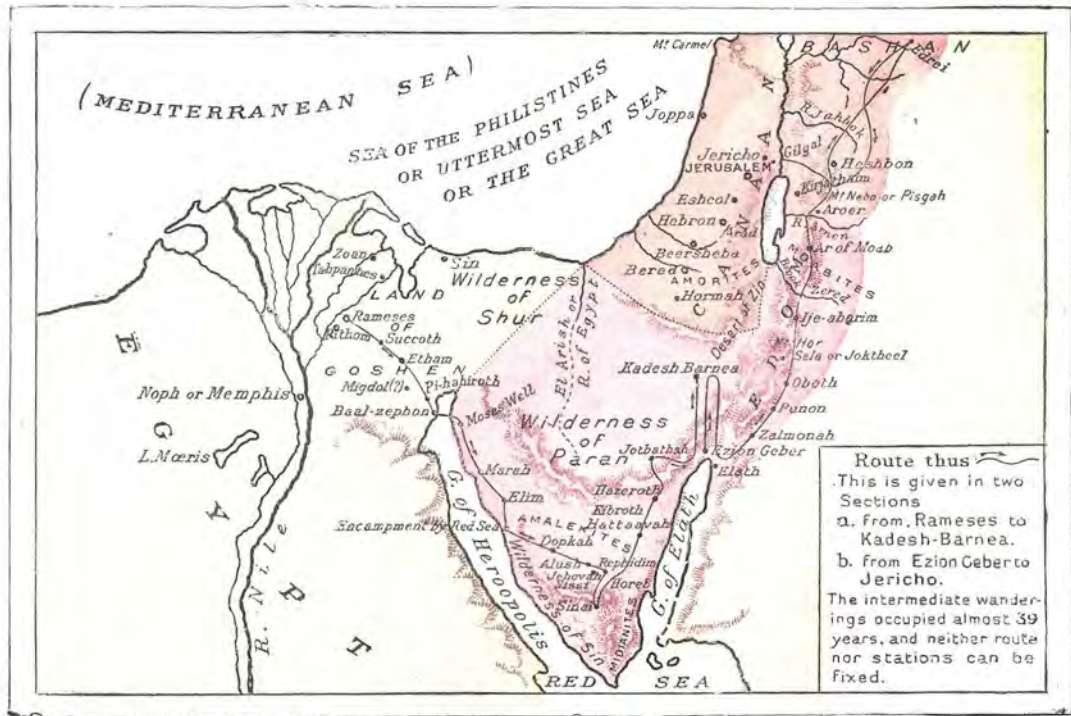 (MEDITERRANEAN SEA)
SEA OF THE PHILISTINES
OR UTTERMOST SEA
OR THE GREAT SEA
Mt. Carmel
BASHAN
Edrei
Joppa
R. Jabbok
Jericho
Gilgal
JERUSALEM
Heshbon
Kirjathaim
Eshcol
Mt Nebo or Pisgah
Hebron
Aroer
Arad
R. Arnon
Beersheba
Ar of Moab
MOABITES
Bered
AMORITES
Brook Zered
Hormah
CANAAN
Desert of Zin
Ije-abarim
Mt. Hor
Sela or Joktheel
EDOM
Oboth
Punon
Zalmonah
Zoan
Tahpanhes
Sin
Wilderness
of
Shur
LAND
OF
GOSHEN
Rameses
Pithom
Succoth
Etham
Migdol(?)
Pi-hahiroth
Baal-zephon
Moses Well
El Arish or
R. of Egypt
Kadesh Barnea
Wilderness
of
Paran
Jotbathah
Ezion Geber
Elath
Noph or Memphis
L. Mœris
EGYPT
R. Nile
Marah
Elim
Encampment by Red Sea
G. of Heropolis
Hazeroth
Kibroth
Hattaavah
AMALEKITES
Dopkah
Alush
Rephidim
Jehovah
Nissi
Horeb
Sinai
Wilderness of Sin
MIDIANITES
G. of Elath
RED SEA
Route thus
This is given in two
Sections
a. from, Rameses to
Kadesh-Barnea.
b. from Ezion Geber to
Jericho.
The intermediate wander-
ings occupied almost 39
years, and neither route
nor stations can be
fixed.